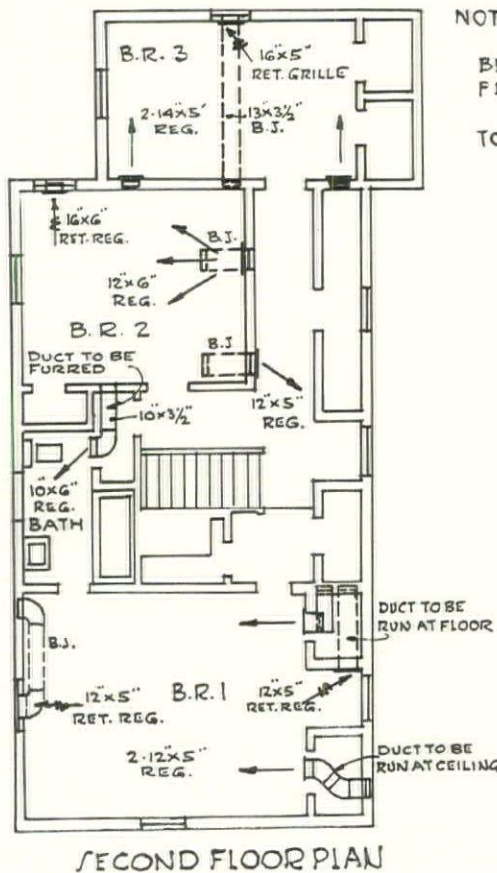 NOT
B.R. 3
16"x5"
RET. GRILLE
2-14"x5"
REG.
13"x3½"
B.J.
TO
16"x6"
RET. REG.
B.J.
12"x6"
REG.
B.R. 2
B.J.
DUCT TO BE
FURRED
10"x3½"
12"x5"
REG.
10"x6"
REG.
BATH
DUCT TO BE
RUN AT FLOOR
B.J.
12"x5"
RET. REG.
B.R.1
12"x5"
RET. REG.
2-12"x5"
REG.
DUCT TO BE
RUN AT CEILING
SECOND FLOOR PLAN